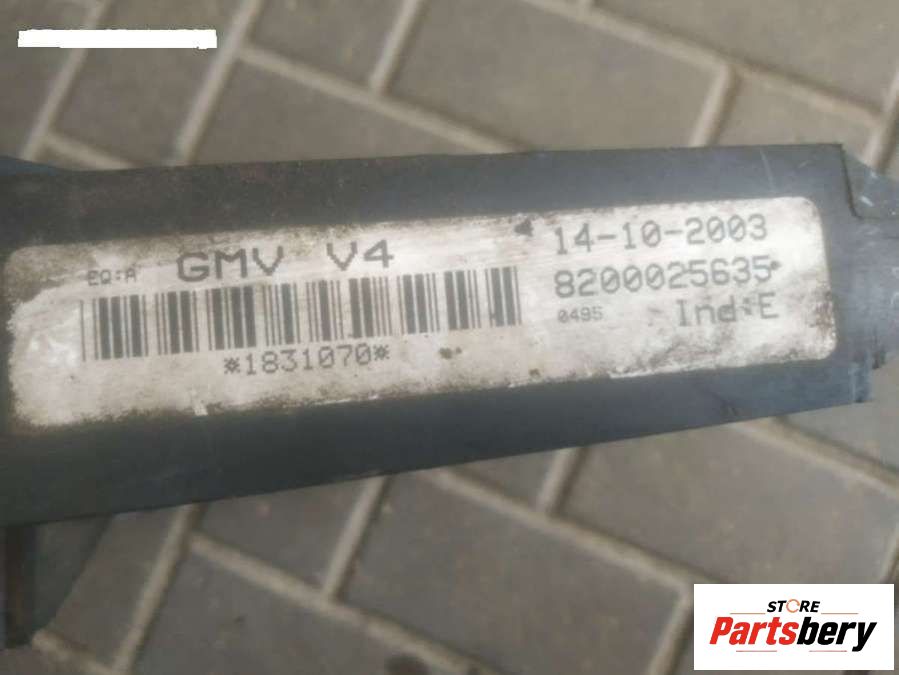 EQ:A GMV V4
*1831070*
14-10-2003
8200025635
0495 Ind:E
STORE
Partsbery